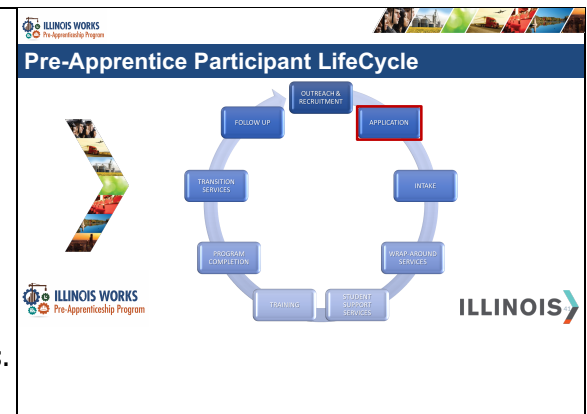 ILLINOIS WORKS
Pre-Apprenticeship Program
Pre-Apprentice Participant LifeCycle
OUTREACH &
RECRUITMENT
APPLICATION
INTAKE
WRAP-AROUND
SERVICES
STUDENT
SUPPORT
SERVICES
TRAINING
PROGRAM
COMPLETION
TRANSITION
SERVICES
FOLLOW UP
ILLINOIS WORKS
Pre-Apprenticeship Program
ILLINOIS
s.